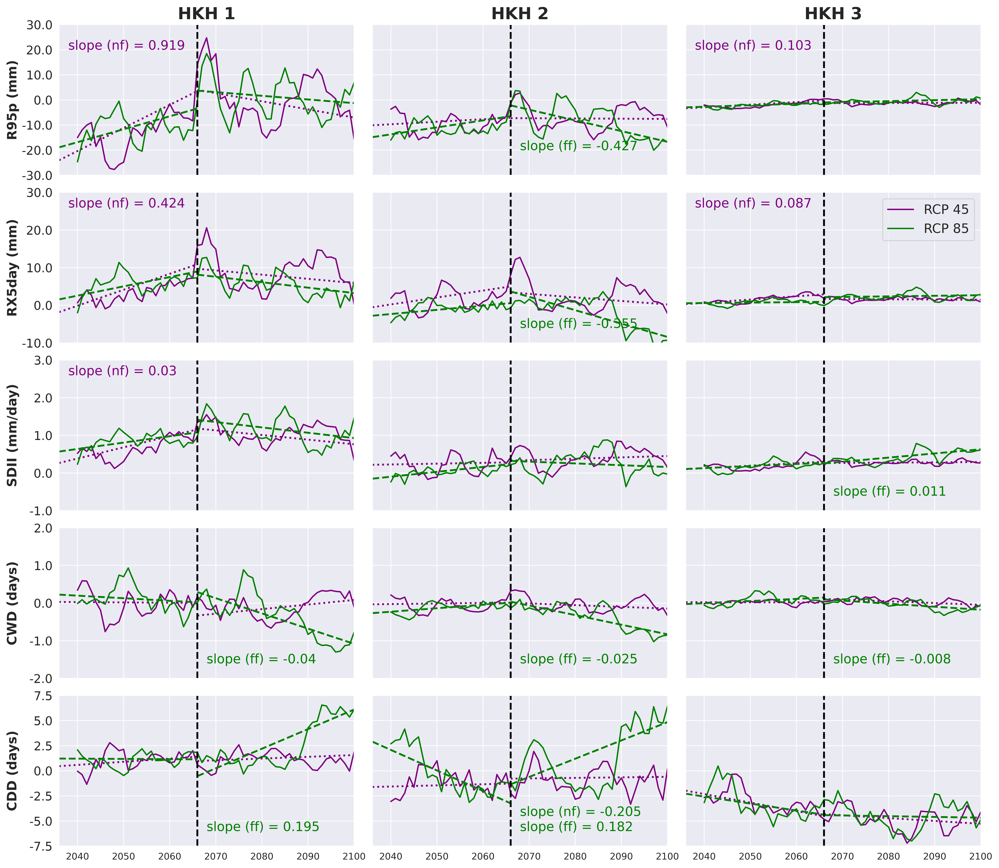 HKH 1
HKH 2
HKH 3
R95p (mm)
30.0
20.0
10.0
0.0
-10.0
-20.0
-30.0
slope (nf) = 0.919
slope (ff) = -0.427
slope (nf) = 0.103
RX5day (mm)
30.0
20.0
10.0
0.0
-10.0
slope (nf) = 0.424
slope (ff) = -0.355
slope (nf) = 0.087
RCP 45
RCP 85
SDII (mm/day)
3.0
2.0
1.0
0.0
-1.0
slope (nf) = 0.03
slope (ff) = 0.011
CWD (days)
2.0
1.0
0.0
-1.0
-2.0
slope (ff) = -0.04
slope (ff) = -0.025
slope (ff) = -0.008
CDD (days)
7.5
5.0
2.5
0.0
-2.5
-5.0
-7.5
slope (ff) = 0.195
slope (nf) = -0.205
slope (ff) = 0.182
2040 2050 2060 2070 2080 2090 2100
2040 2050 2060 2070 2080 2090 2100
2040 2050 2060 2070 2080 2090 2100